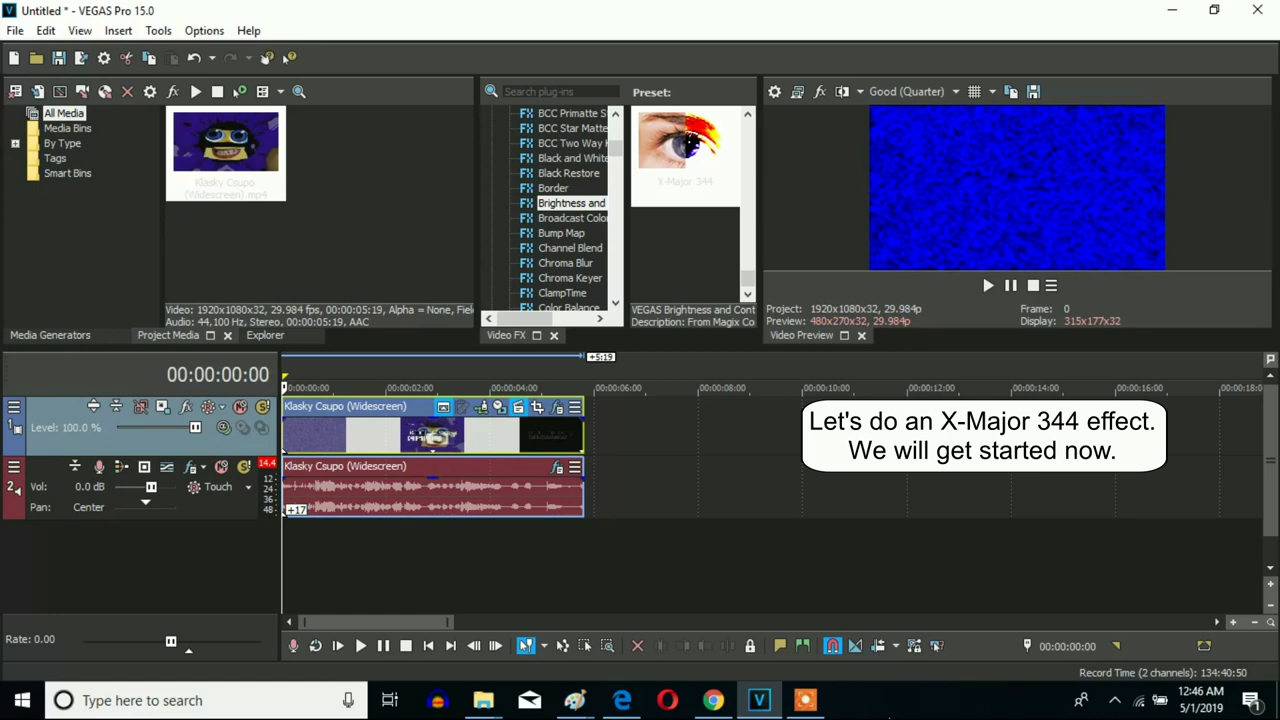 Untitled * - VEGAS Pro 15.0
File Edit View Insert Tools Options Help
All Media
Media Bins
By Type
Tags
Smart Bins
Klasky Csupo
(Widescreen).mp4
Video: 1920x1080x32, 29.984 fps, 00:00:05:19, Alpha = None, Fiel
Audio: 44,100 Hz, Stereo, 00:00:05:19, AAC
Media Generators
Project Media
Explorer
Search plug-ins
BCC Primatte S
BCC Star Matte
BCC Two Way K
Black and White
Black Restore
Border
Brightness and
Broadcast Colo
Bump Map
Channel Blend
Chroma Blur
Chroma Keyer
ClampTime
Color Balance
Video FX
Preset:
X-Major 344
VEGAS Brightness and Cont
Description: From Magix Co
Good (Quarter)
Project: 1920x1080x32, 29.984p
Preview: 480x270x32, 29.984p
Frame: 0
Display: 315x177x32
Video Preview
+5:19
00:00:00:00
00:00:00:00 00:00:02:00 00:00:04:00 00:00:06:00 00:00:08:00 00:00:10:00 00:00:12:00 00:00:14:00 00:00:16:00 00:00:18:0
1
Level: 100.0 %
Klasky Csupo (Widescreen)
Let's do an X-Major 344 effect.
We will get started now.
2
14.4
Vol: 0.0 dB Touch
Pan: Center
12
24
36
48
Klasky Csupo (Widescreen)
+17
Rate: 0.00
00:00:00:00
Record Time (2 channels): 134:40:50
Type here to search
12:46 AM
5/1/2019
1